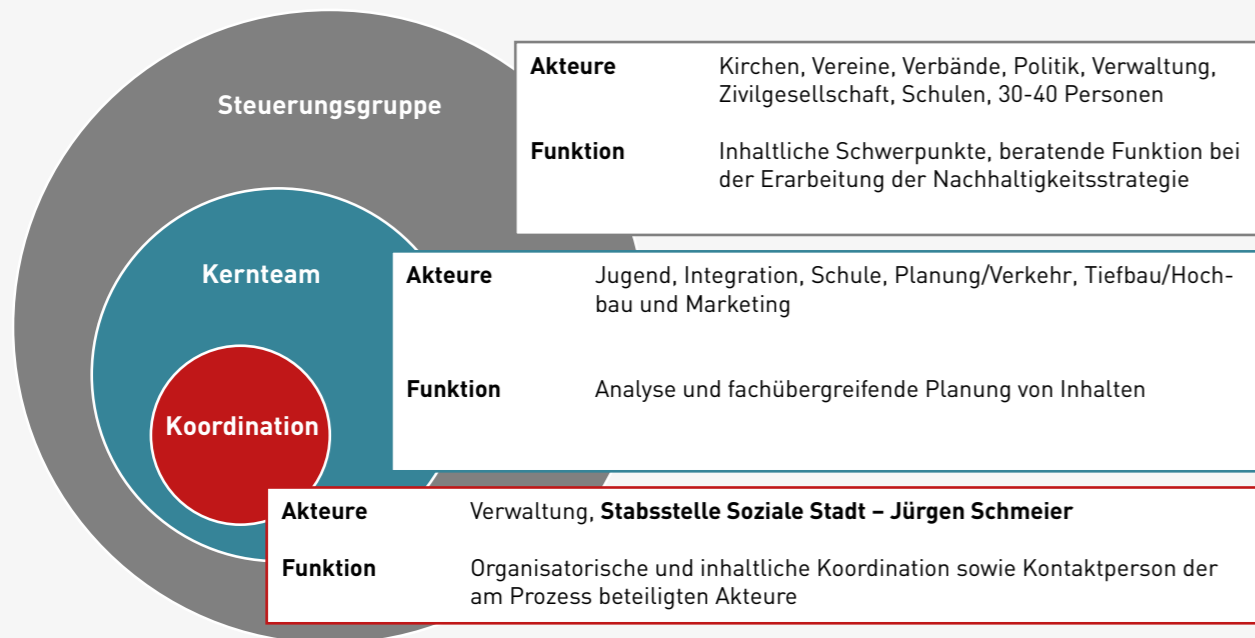 Steuerungsgruppe
Akteure Kirchen, Vereine, Verbände, Politik, Verwaltung,
Zivilgesellschaft, Schulen, 30-40 Personen
Funktion Inhaltliche Schwerpunkte, beratende Funktion bei
der Erarbeitung der Nachhaltigkeitsstrategie
Kernteam
Akteure Jugend, Integration, Schule, Planung/Verkehr, Tiefbau/Hoch-
bau und Marketing
Funktion Analyse und fachübergreifende Planung von Inhalten
Koordination
Akteure Verwaltung, Stabsstelle Soziale Stadt – Jürgen Schmeier
Funktion Organisatorische und inhaltliche Koordination sowie Kontaktperson der
am Prozess beteiligten Akteure